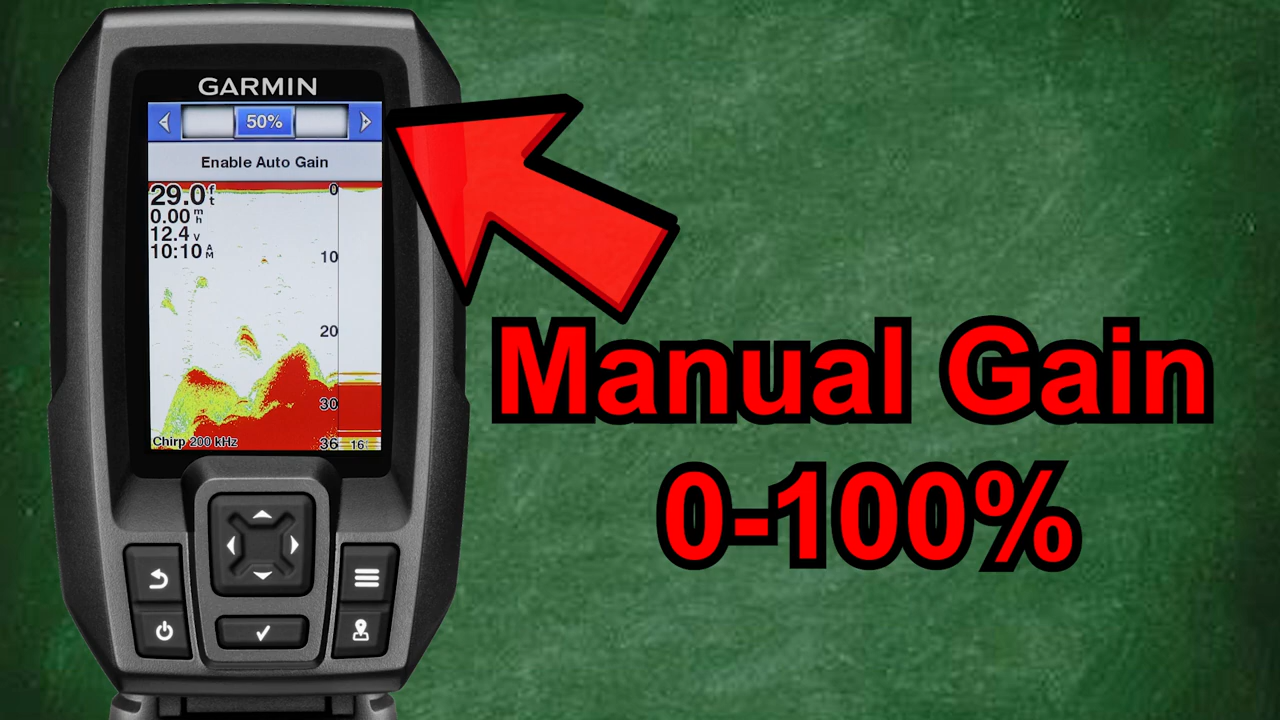 GARMIN
50%
Enable Auto Gain
29.0 ft
0.00 mh
12.4 V
10:10 AM
0
10
20
30
36 16
Chirp 200 kHz
Manual Gain
0-100%